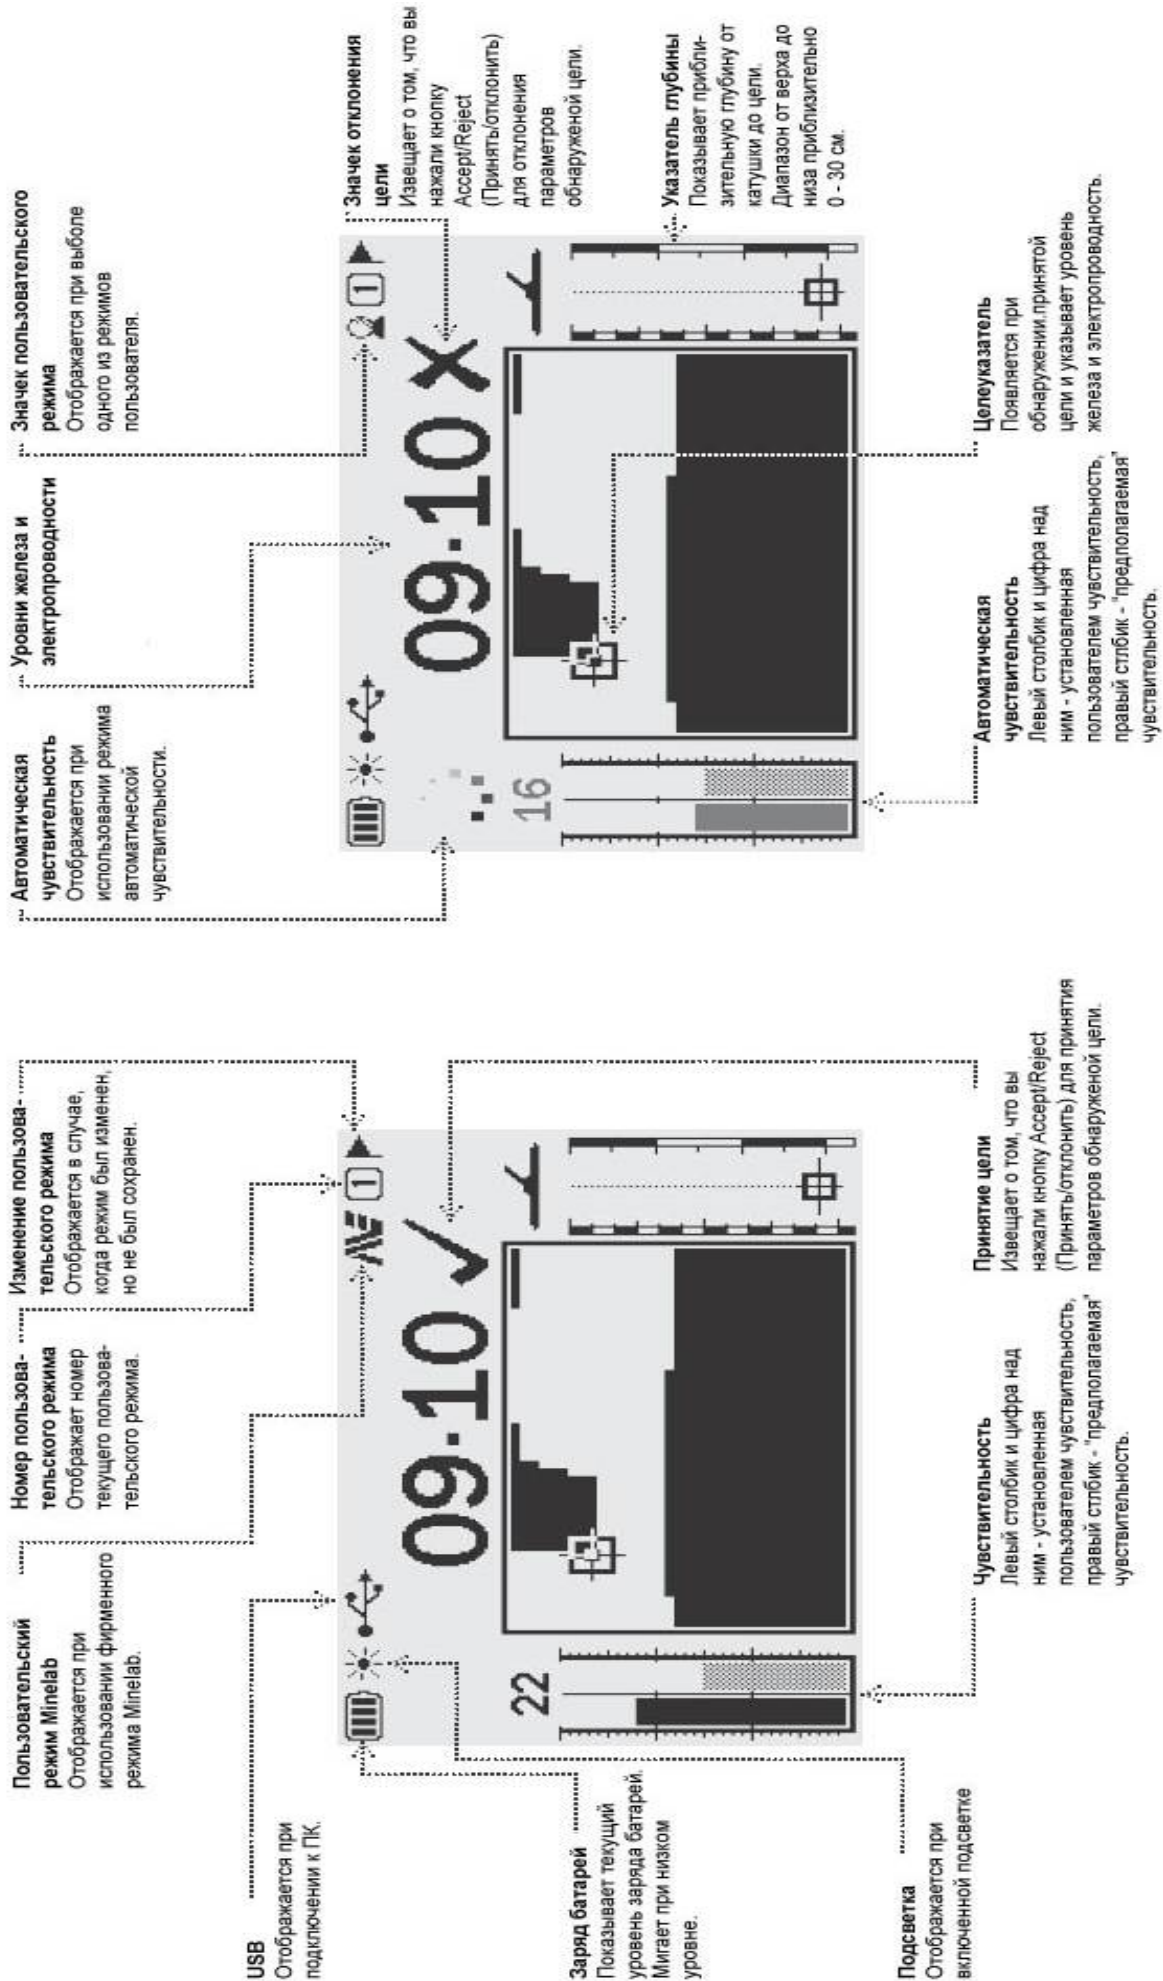 Пользовательский
режим Minelab
Отображается при
использовании фирменного
режима Minelab.
Номер пользова-
тельского режима
Отображает номер
текущего пользова-
тельского режима.
Изменение пользова-
тельского режима
Отображается в случае,
когда режим был изменен,
но не был сохранен.
USB
Отображается при
подключении к ПК.
Заряд батарей
Показывает текущий
уровень заряда батарей.
Мигает при низком
уровне.
Подсветка
Отображается при
включенной подсветке
1
09·10
22
Чувствительность
Левый столбик и цифра над
ним - установленная
пользователем чувствительность,
правый стлбик - "предполагаемая"
чувствительность.
Принятие цели
Извещает о том, что вы
нажали кнопку Accept/Reject
(Принять/отклонить) для принятия
параметров обнаруженой цели.
Автоматическая
чувствительность
Отображается при
использовании режима
автоматической
чувствительности.
Уровни железа и
электропроводности
Значек пользовательского
режима
Отображается при выбопе
одного из режимов
пользователя.
1
09·10
16
Значек отклонения
цели
Извещает о том, что вы
нажали кнопку
Accept/Reject
(Принять/отклонить)
для отклонения
параметров
обнаруженой цели.
Указатель глубины
Показывает прибли-
зительную глубину от
катушки до цели.
Диапазон от верха до
низа приблизительно
0 - 30 см.
Автоматическая
чувствительность
Левый столбик и цифра над
ним - установленная
пользователем чувствительность,
правый стлбик - "предполагаемая"
чувствительность.
Целеуказатель
Появляется при
обнаружении.принятой
цели и указывает уровень
железа и электропроводность.